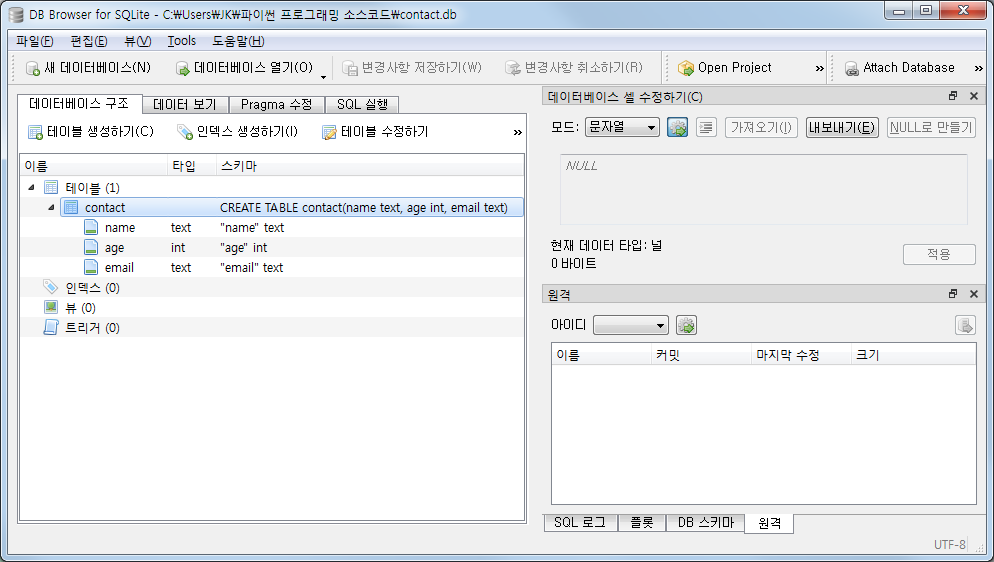 DB Browser for SQLite - C:₩Users₩JK₩파이썬 프로그래밍 소스코드₩contact.db
파일(F) 편집(E) 뷰(V) Tools 도움말(H)
새 데이터베이스(N) 데이터베이스 열기(O) 변경사항 저장하기(W) 변경사항 취소하기(R) Open Project » Attach Database »
데이터베이스 구조 데이터 보기 Pragma 수정 SQL 실행
테이블 생성하기(C) 인덱스 생성하기(I) 테이블 수정하기 »
이름 타입 스키마
테이블 (1)
contact CREATE TABLE contact(name text, age int, email text)
name text "name" text
age int "age" int
email text "email" text
인덱스 (0)
뷰 (0)
트리거 (0)
데이터베이스 셀 수정하기(C)
모드: 문자열 가져오기(I) 내보내기(E) NULL로 만들기
NULL
현재 데이터 타입: 널
0 바이트
적용
원격
아이디
이름 커밋 마지막 수정 크기
SQL 로그 플롯 DB 스키마 원격
UTF-8